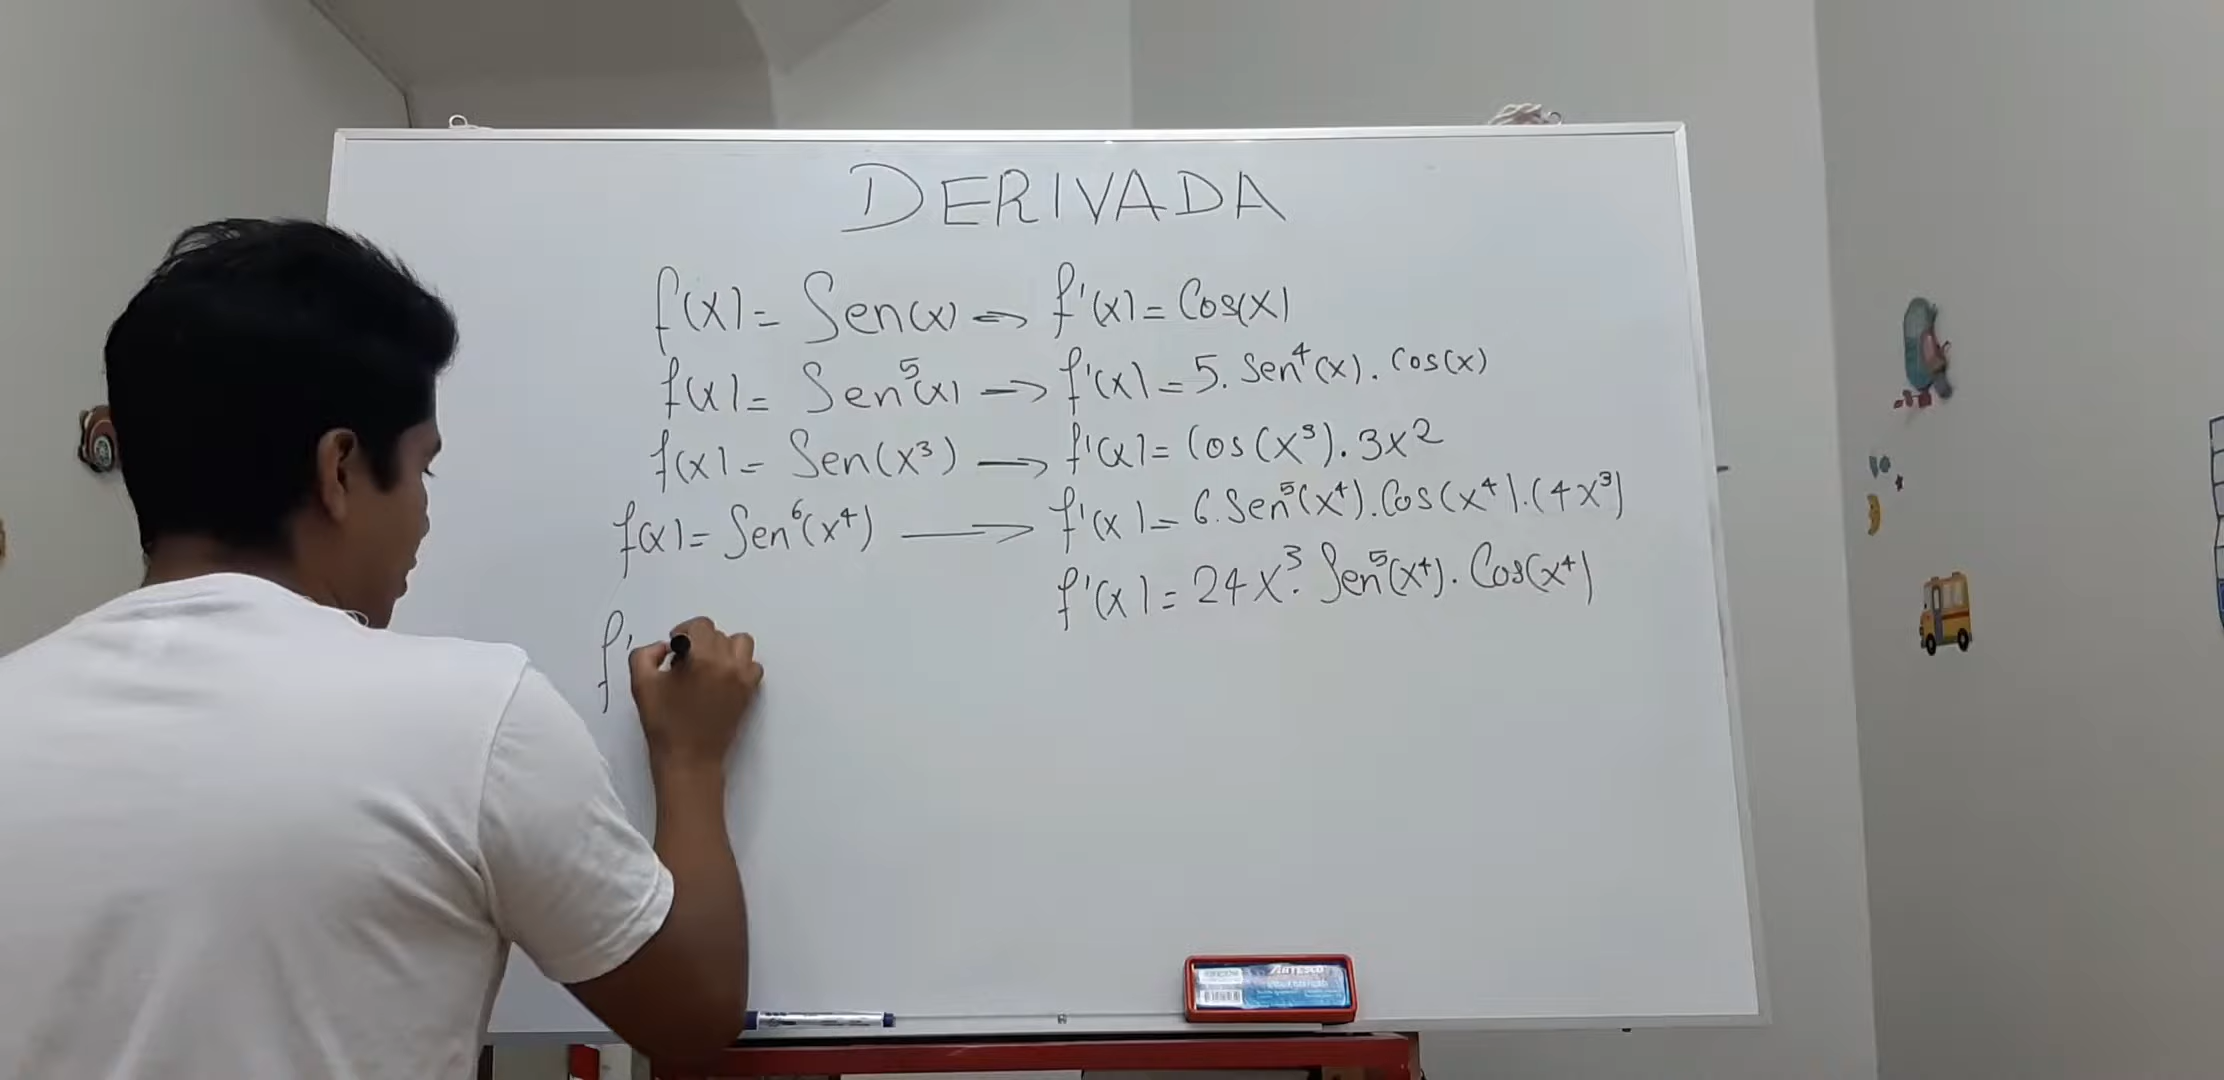 DERIVADA
f(x) = Sen(x) → f'(x) = Cos(x)
f(x) = Sen⁵(x) → f'(x) = 5. Sen⁴(x). Cos(x)
f(x) = Sen(x³) → f'(x) = Cos(x³). 3x²
f(x) = Sen⁶(x⁴) → f'(x) = 6. Sen⁵(x⁴). Cos(x⁴).(4x³)
f'(x) = 24x³. Sen⁵(x⁴). Cos(x⁴)
f'
ARTESCO